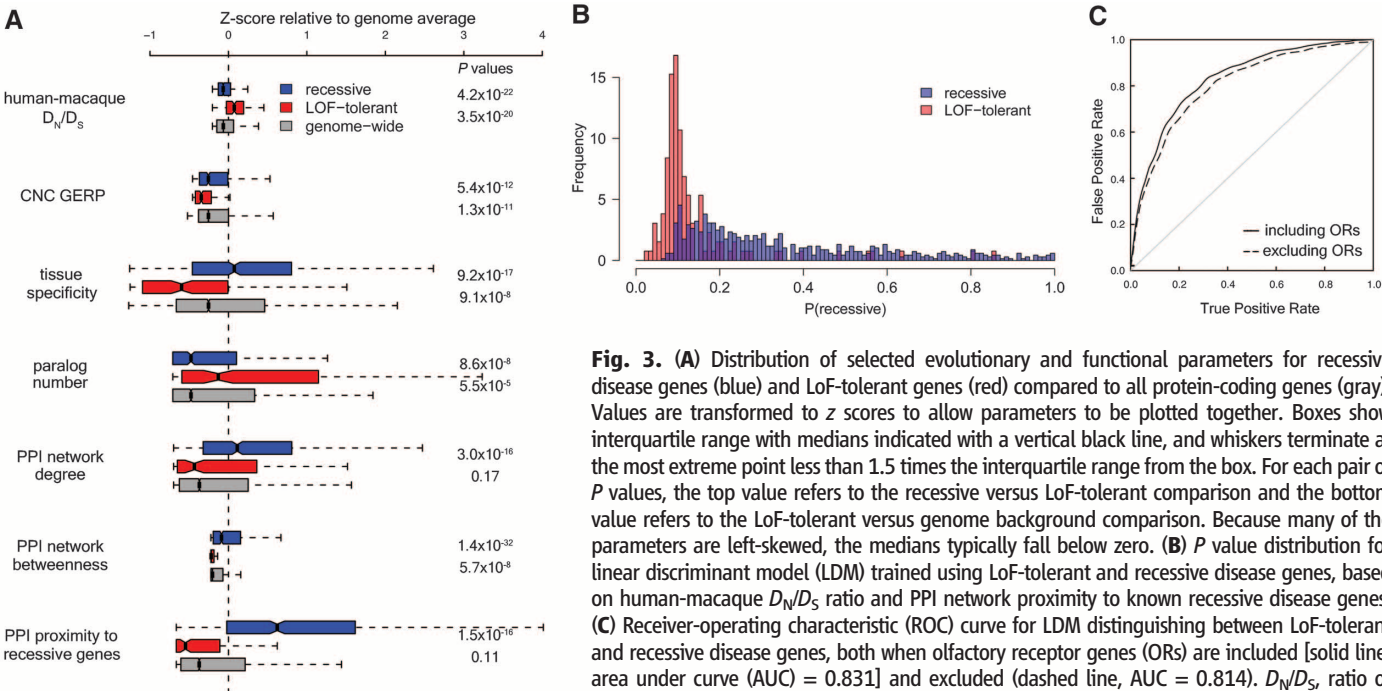 A
Z-score relative to genome average
−1 0 1 2 3 4
P values
recessive
LOF−tolerant
genome−wide
human-macaque
D_N/D_S
4.2x10^-22
3.5x10^-20
CNC GERP
5.4x10^-12
1.3x10^-11
tissue
specificity
9.2x10^-17
9.1x10^-8
paralog
number
8.6x10^-8
5.5x10^-5
PPI network
degree
3.0x10^-16
0.17
PPI network
betweenness
1.4x10^-32
5.7x10^-8
PPI proximity to
recessive genes
1.5x10^-16
0.11
B
Frequency
15
10
5
0
recessive
LOF−tolerant
0.0 0.2 0.4 0.6 0.8 1.0
P(recessive)
C
False Positive Rate
1.0
0.8
0.6
0.4
0.2
0.0
including ORs
excluding ORs
0.0 0.2 0.4 0.6 0.8 1.0
True Positive Rate
Fig. 3. (A) Distribution of selected evolutionary and functional parameters for recessiv
disease genes (blue) and LoF-tolerant genes (red) compared to all protein-coding genes (gray)
Values are transformed to z scores to allow parameters to be plotted together. Boxes show
interquartile range with medians indicated with a vertical black line, and whiskers terminate a
the most extreme point less than 1.5 times the interquartile range from the box. For each pair o
P values, the top value refers to the recessive versus LoF-tolerant comparison and the bottom
value refers to the LoF-tolerant versus genome background comparison. Because many of the
parameters are left-skewed, the medians typically fall below zero. (B) P value distribution fo
linear discriminant model (LDM) trained using LoF-tolerant and recessive disease genes, based
on human-macaque D_N/D_S ratio and PPI network proximity to known recessive disease genes
(C) Receiver-operating characteristic (ROC) curve for LDM distinguishing between LoF-toleran
and recessive disease genes, both when olfactory receptor genes (ORs) are included [solid line
area under curve (AUC) = 0.831] and excluded (dashed line, AUC = 0.814). D_N/D_S, ratio o